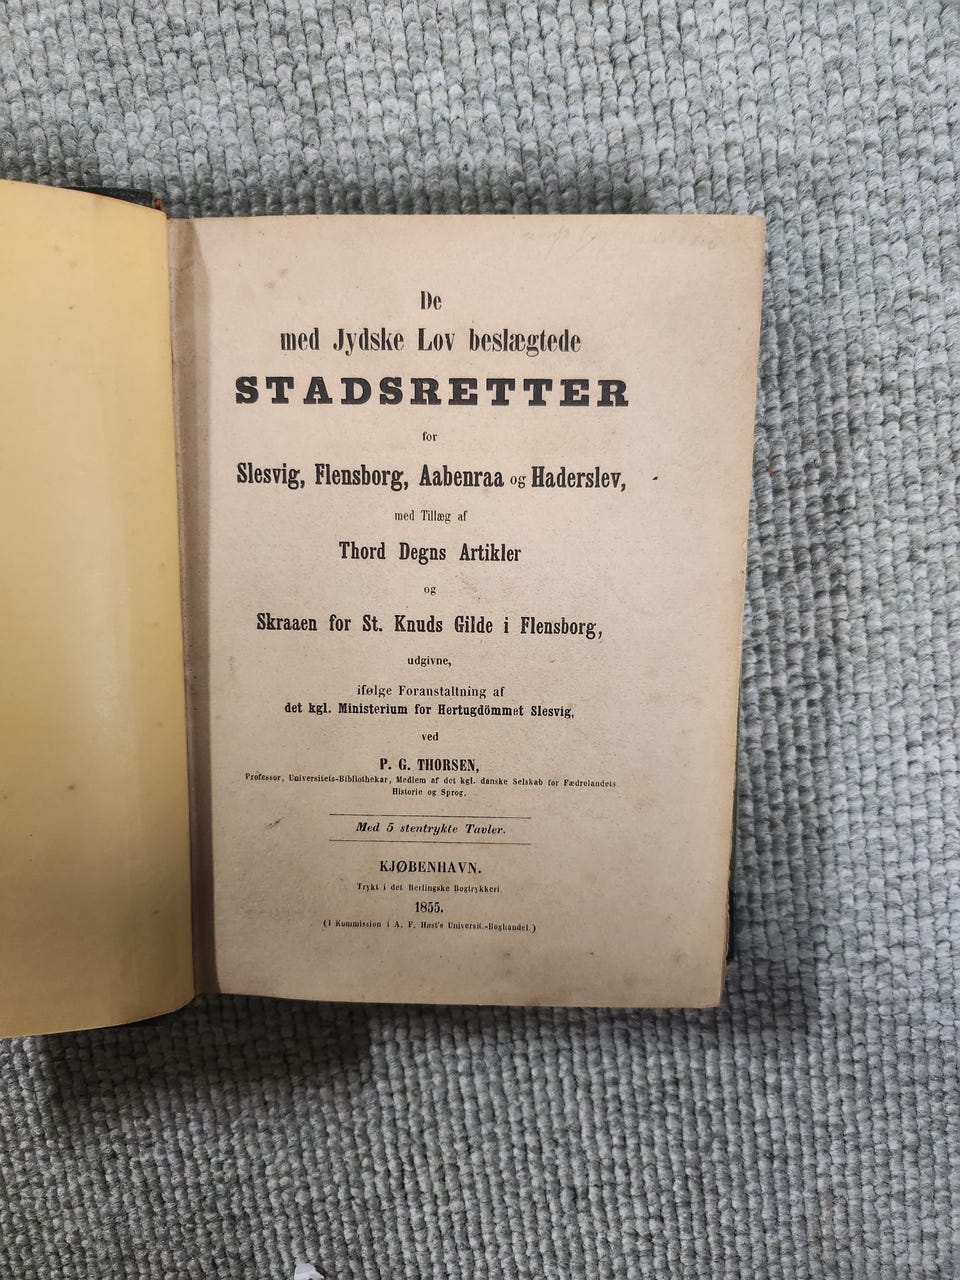 De
med Jydske Lov beslægtede
STADSRETTER
for
Slesvig, Flensborg, Aabenraa og Haderslev,
med Tillæg af
Thord Degns Artikler
og
Skraaen for St. Knuds Gilde i Flensborg,
udgivne,
ifølge Foranstaltning af
det kgl. Ministerium for Hertugdömmet Slesvig,
ved
P. G. THORSEN,
Professor, Universitets-Bibliothekar, Medlem af det kgl. danske Selskab for Fædrelandets
Historie og Sprog.
Med 5 stentrykte Tavler.
KJØBENHAVN.
Trykt i det Berlingske Bogtrykkeri.
1855.
(I Kommission i A. F. Høst's Universit.-Boghandel.)